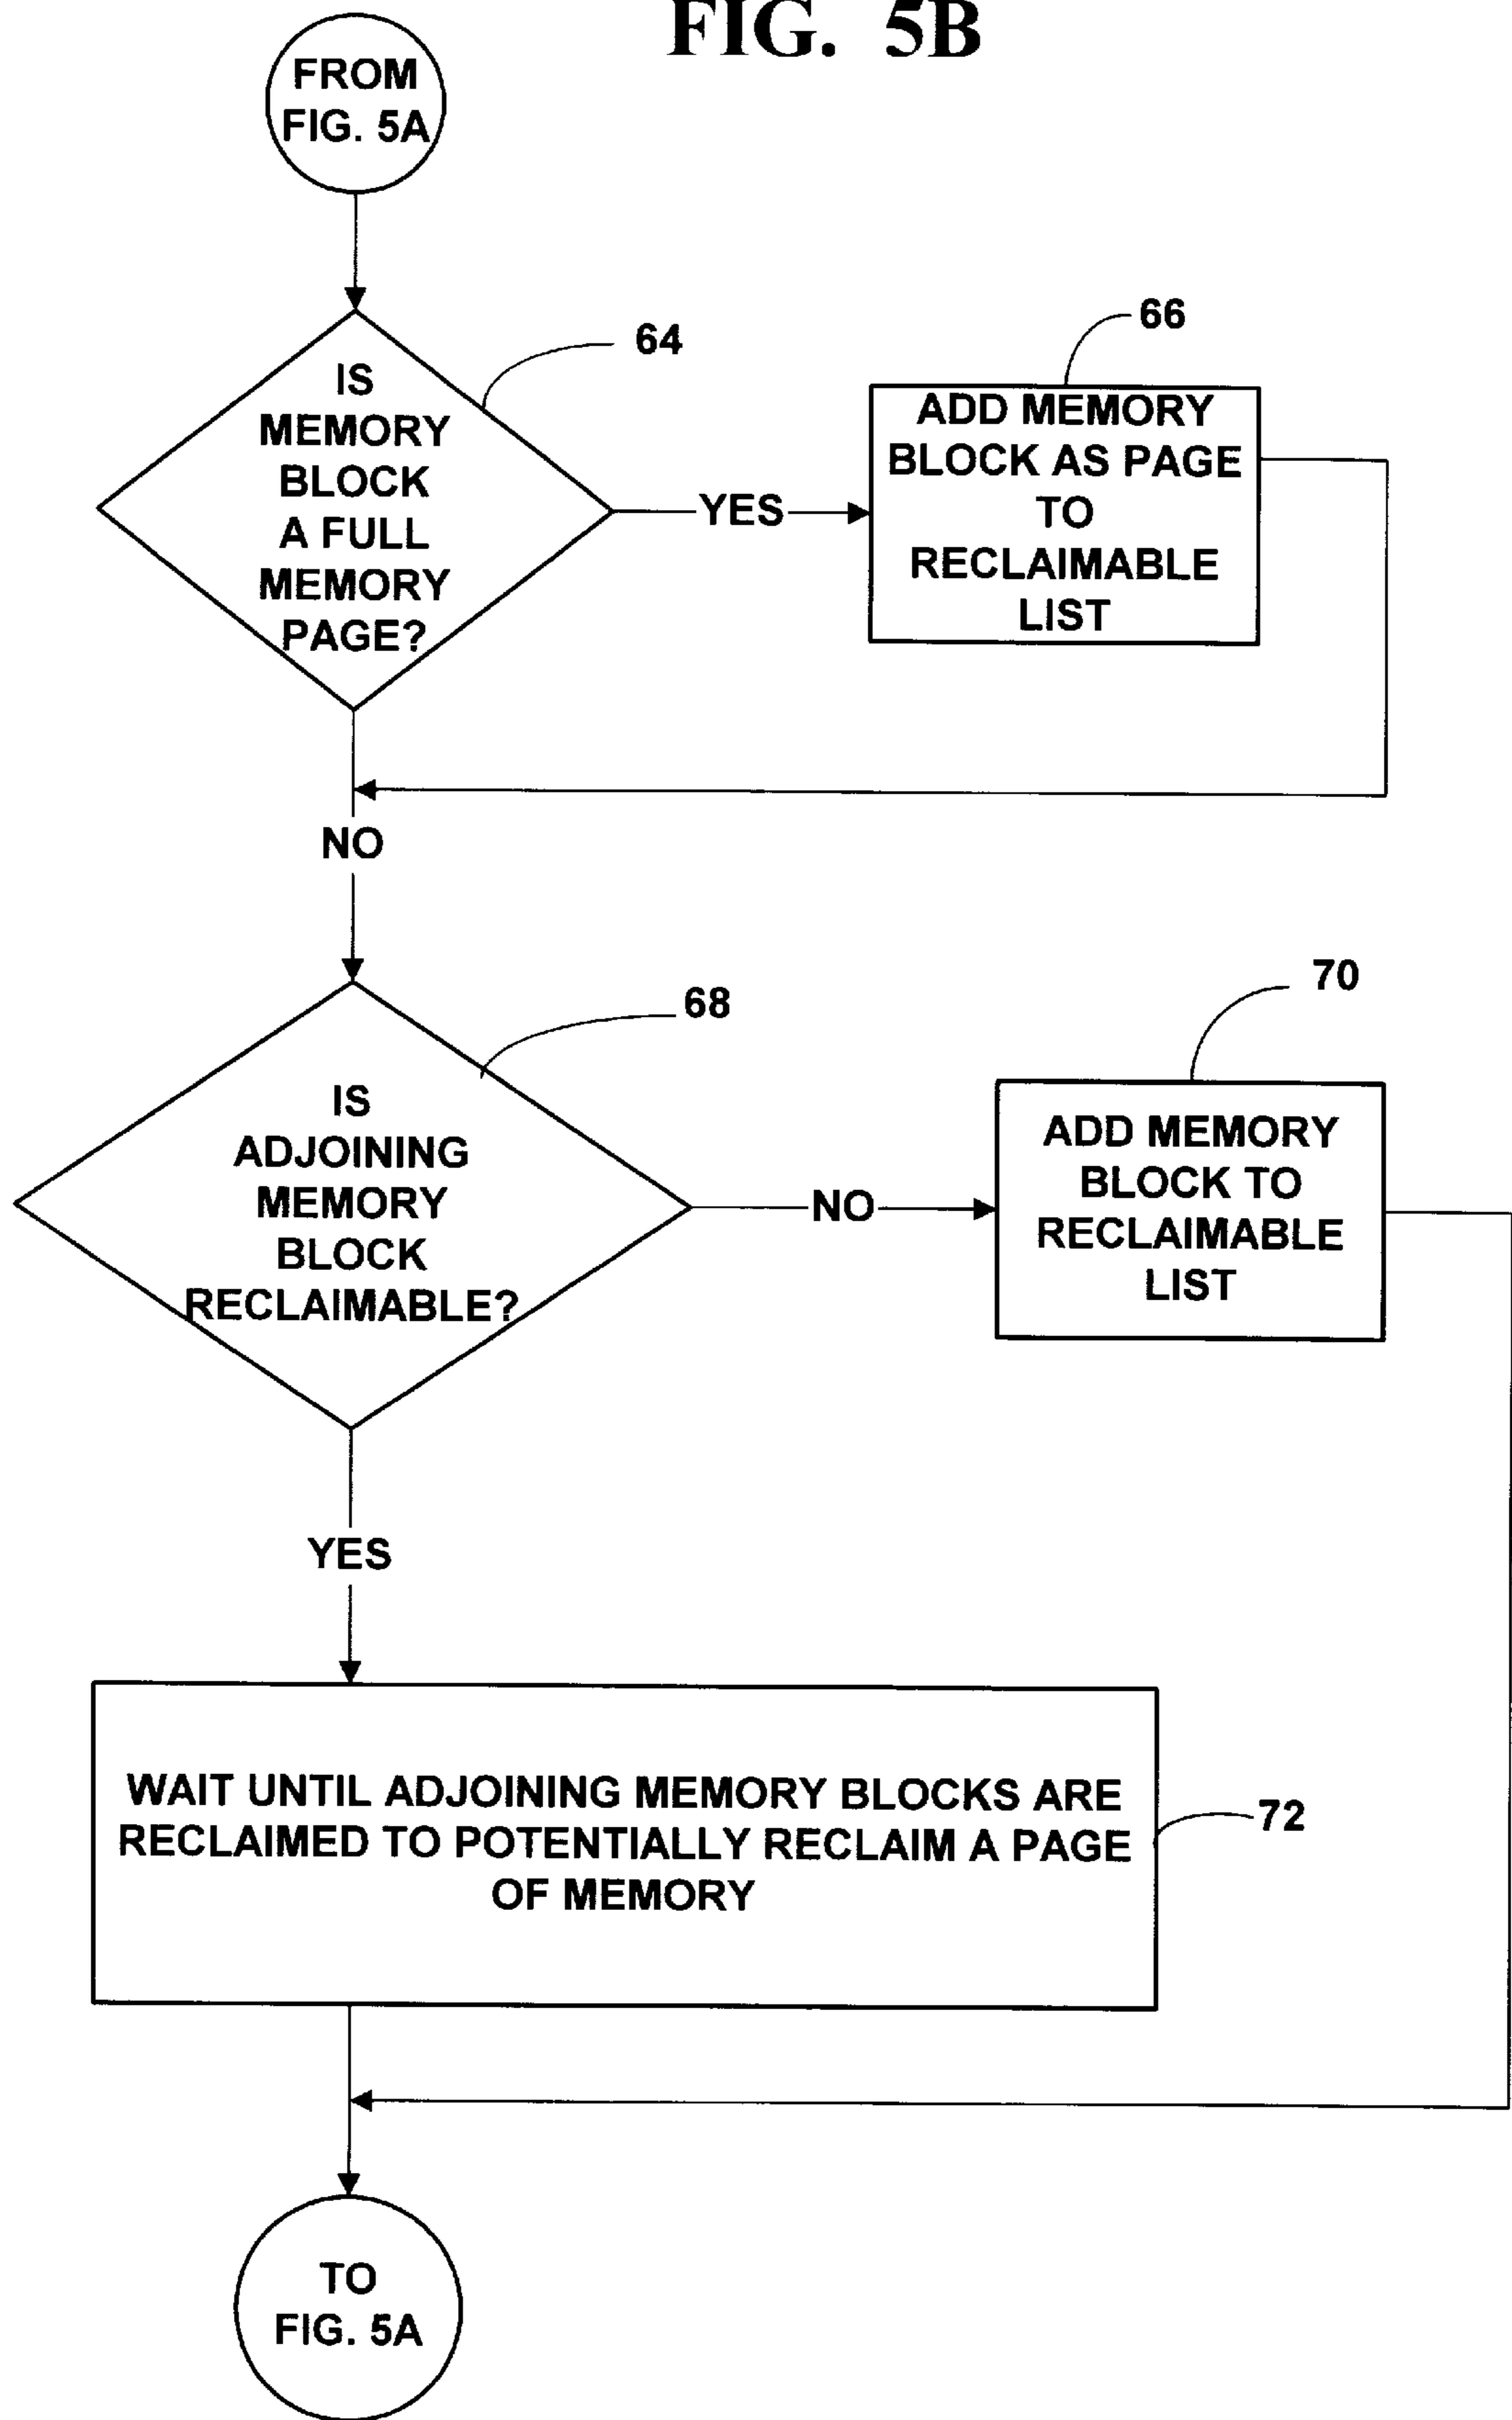 FIG. 5B
FROM
FIG. 5A
64
IS
MEMORY
BLOCK
A FULL
MEMORY
PAGE?
YES
66
ADD MEMORY
BLOCK AS PAGE
TO
RECLAIMABLE
LIST
NO
68
IS
ADJOINING
MEMORY
BLOCK
RECLAIMABLE?
NO
70
ADD MEMORY
BLOCK TO
RECLAIMABLE
LIST
YES
WAIT UNTIL ADJOINING MEMORY BLOCKS ARE
RECLAIMED TO POTENTIALLY RECLAIM A PAGE
OF MEMORY
72
TO
FIG. 5A